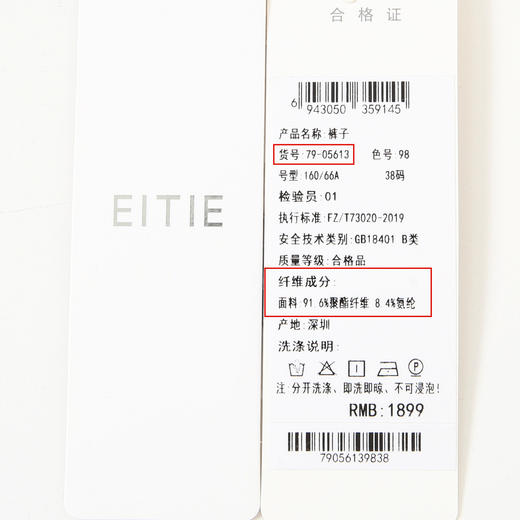 EITIE
合格证
6 943050 359145
产品名称:裤子
货号:79-05613 色号:98
号型:160/66A 38码
检验员:01
执行标准:FZ/T73020-2019
安全技术类别:GB18401 B类
质量等级:合格品
纤维成分:
面料:91.6%聚酯纤维 8.4%氨纶
产地:深圳
洗涤说明:
注:分开洗涤、即洗即晾、不可浸泡!
RMB:1899
79056139838